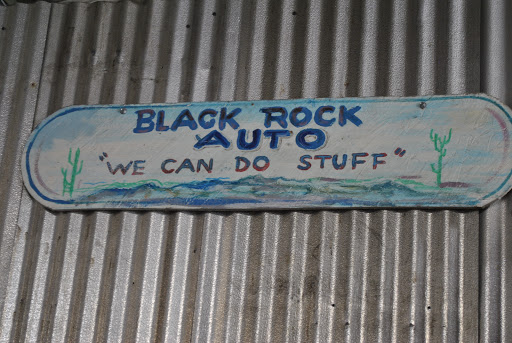 BLACK ROCK
AUTO
"WE CAN DO STUFF"